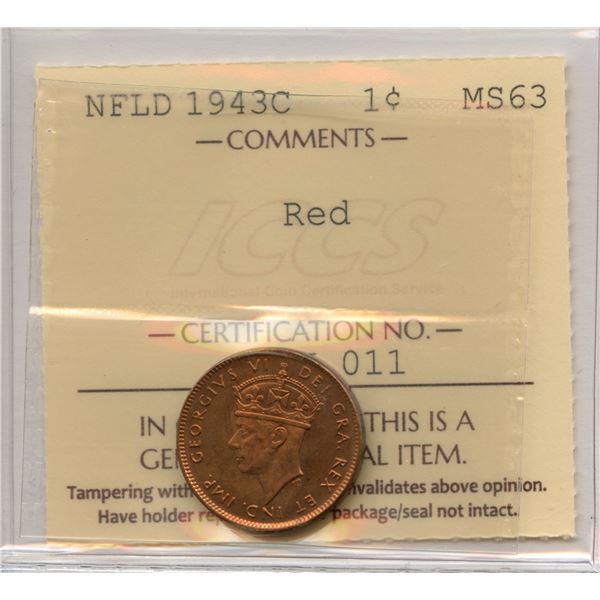 NFLD 1943C 1¢ MS63
— COMMENTS —
Red
ICCS
International Coin Certification Service
— CERTIFICATION NO. —
011
IN THIS IS A
GE AL ITEM.
Tampering with nvalidates above opinion.
Have holder re package/seal not intact.
GEORGIVS VI DEI GRA REX ET IND. IMP.